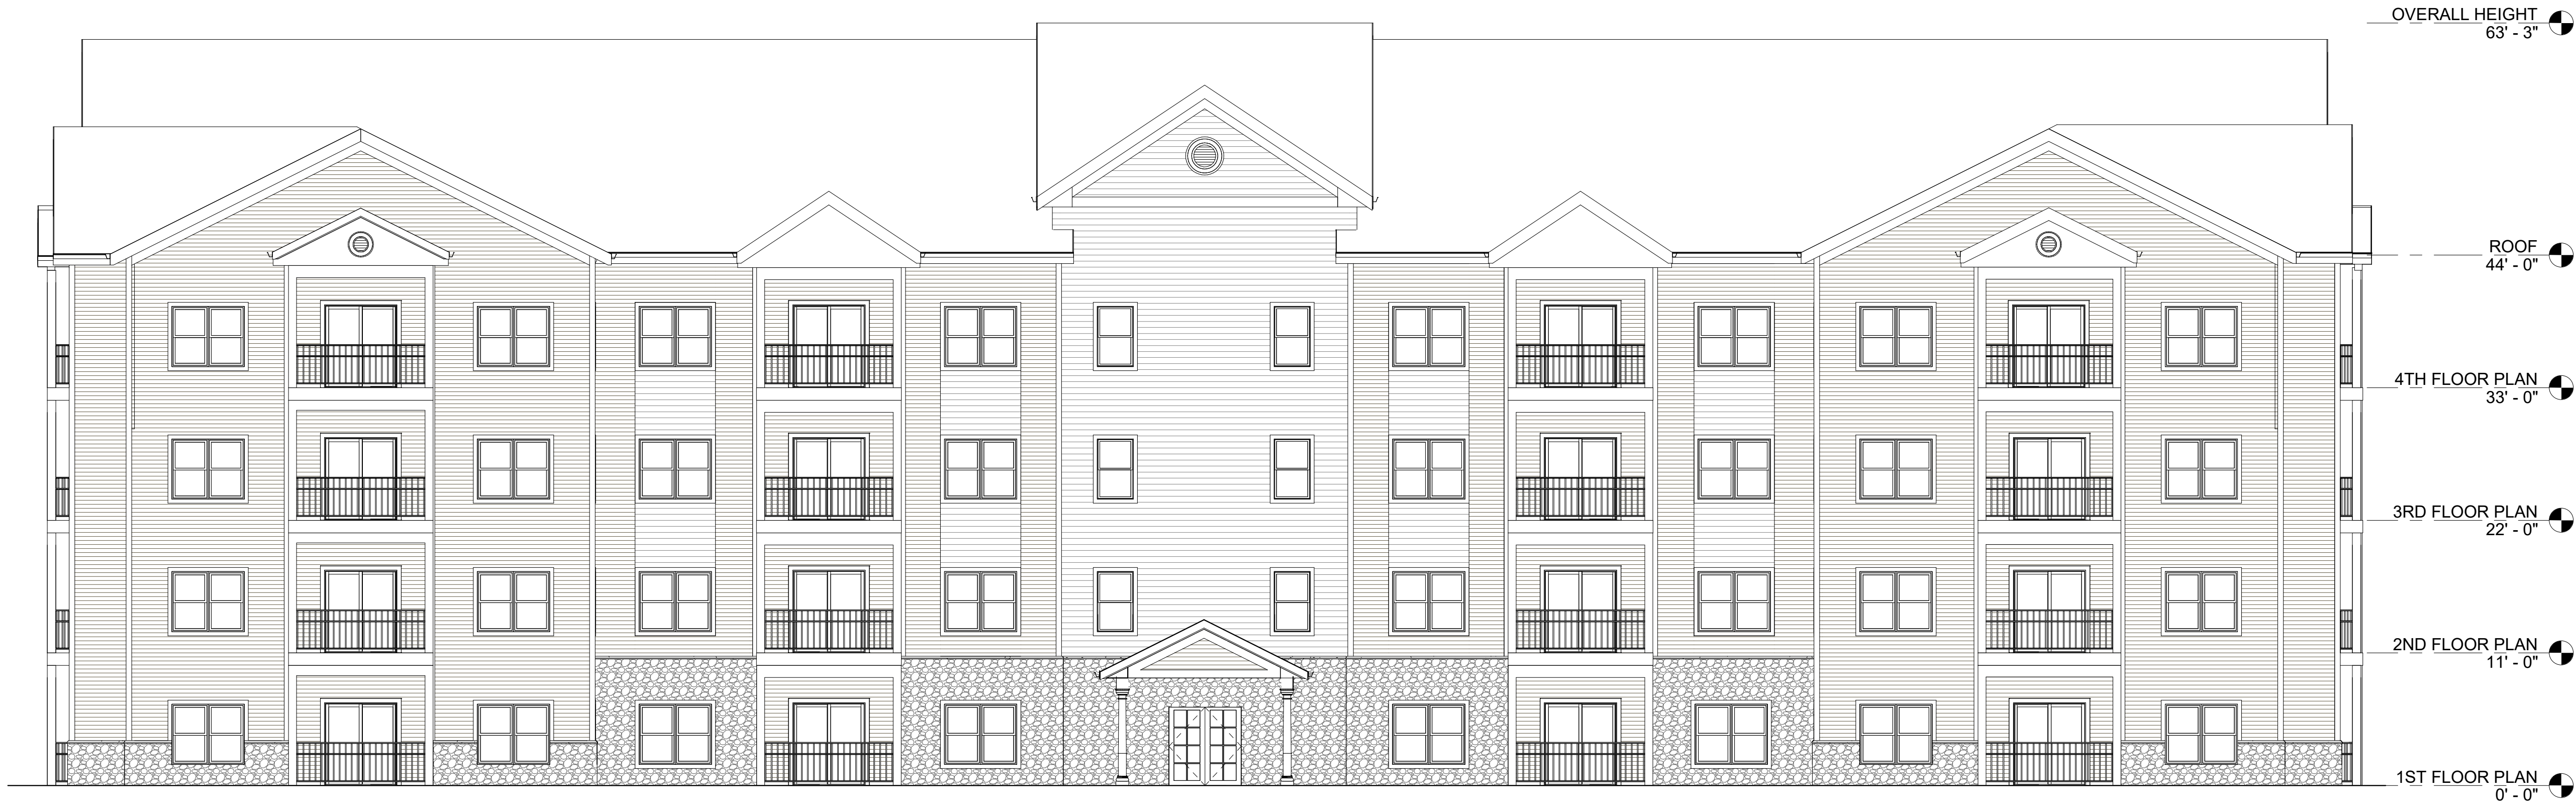 OVERALL HEIGHT
63' - 3"
ROOF
44' - 0"
4TH FLOOR PLAN
33' - 0"
3RD FLOOR PLAN
22' - 0"
2ND FLOOR PLAN
11' - 0"
1ST FLOOR PLAN
0' - 0"